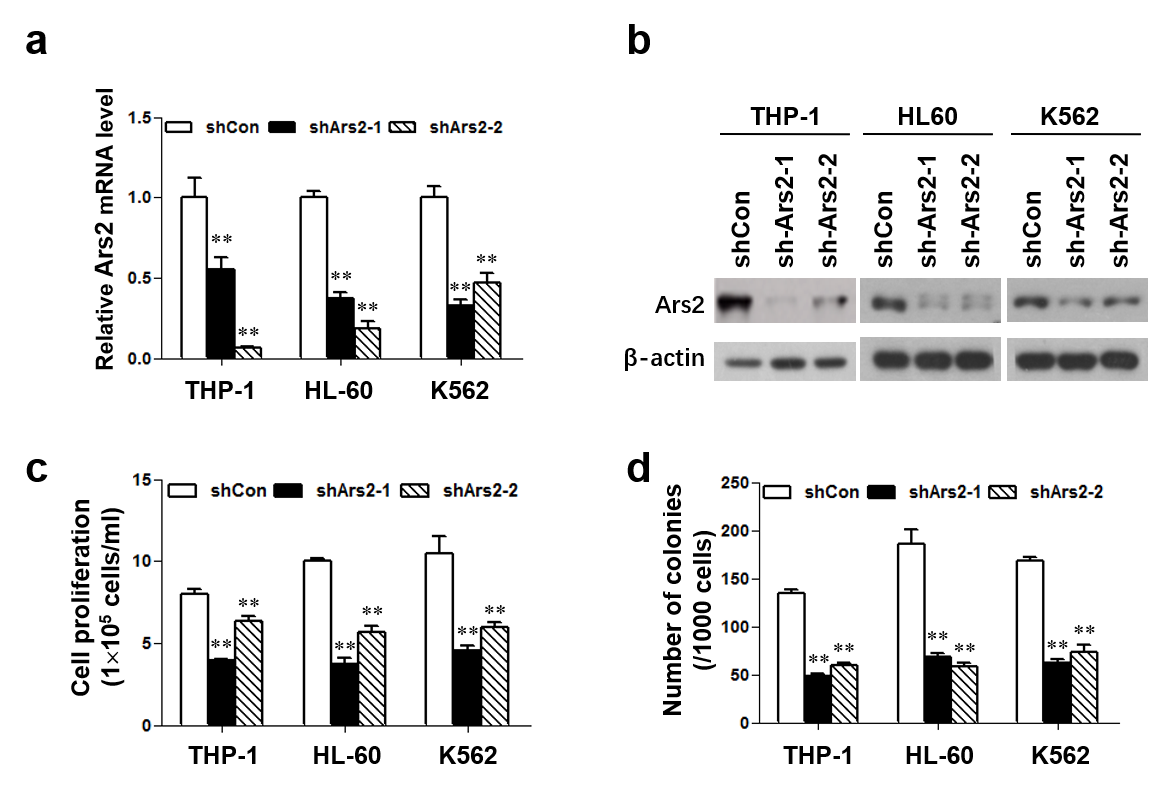 a
Relative Ars2 mRNA level
1.5
1.0
0.5
0.0
shCon shArs2-1 shArs2-2
**
**
**
**
**
**
THP-1 HL-60 K562
b
THP-1 HL60 K562
shCon sh-Ars2-1 sh-Ars2-2 shCon sh-Ars2-1 sh-Ars2-2 shCon sh-Ars2-1 sh-Ars2-2
Ars2
β-actin
c
Cell proliferation
(1×10⁵ cells/ml)
15
10
5
0
shCon shArs2-1 shArs2-2
**
**
**
**
**
**
THP-1 HL-60 K562
d
Number of colonies
(/1000 cells)
250
200
150
100
50
0
shCon shArs2-1 shArs2-2
**
**
**
**
**
**
THP-1 HL-60 K562